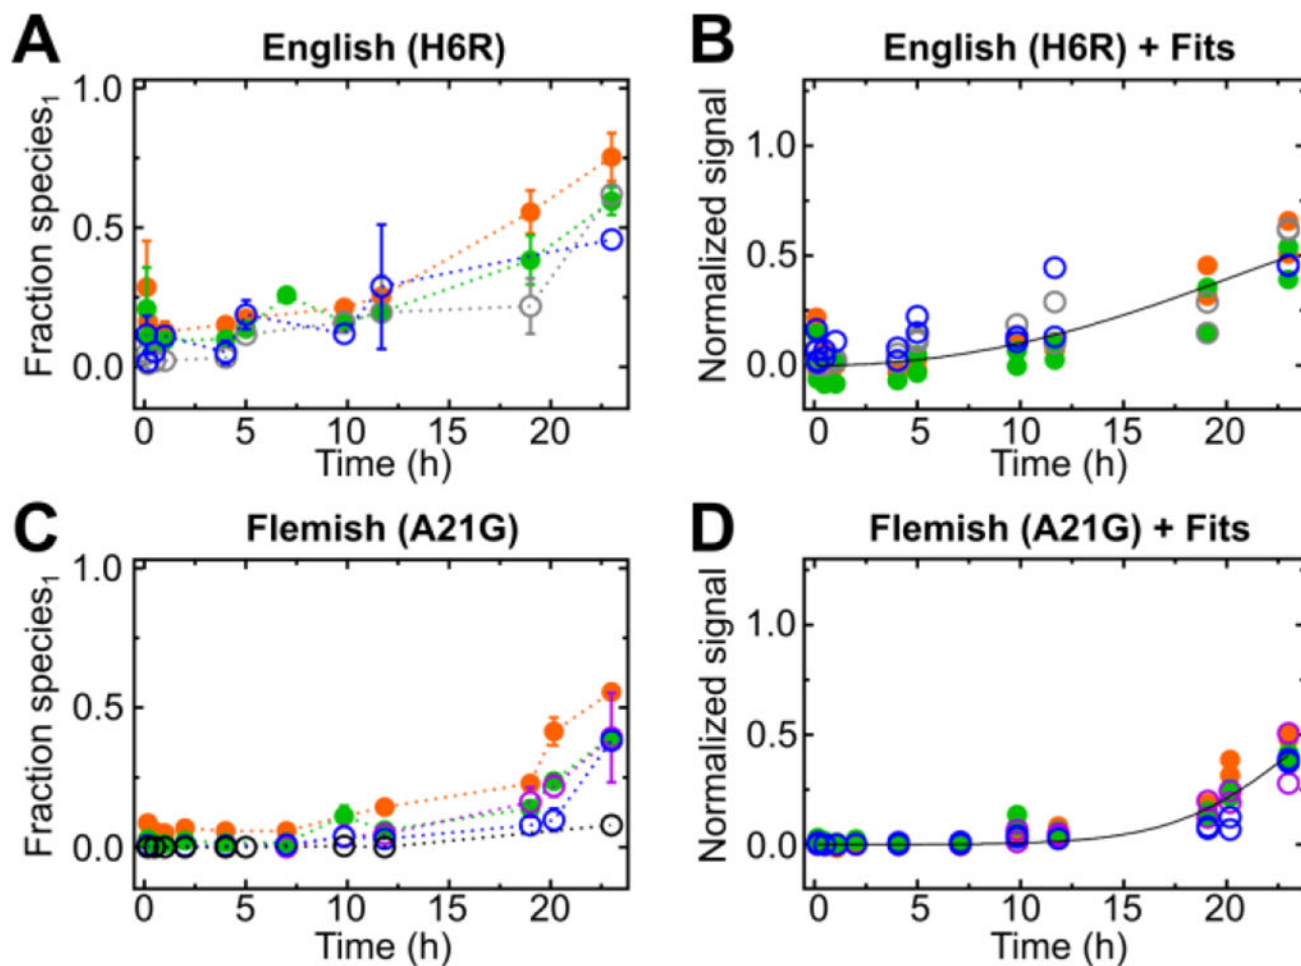 A
English (H6R)
Fraction species₁
1.0
0.5
0.0
0 5 10 15 20
Time (h)
B
English (H6R) + Fits
Normalized signal
1.0
0.5
0.0
0 5 10 15 20
Time (h)
C
Flemish (A21G)
Fraction species₁
1.0
0.5
0.0
0 5 10 15 20
Time (h)
D
Flemish (A21G) + Fits
Normalized signal
1.0
0.5
0.0
0 5 10 15 20
Time (h)